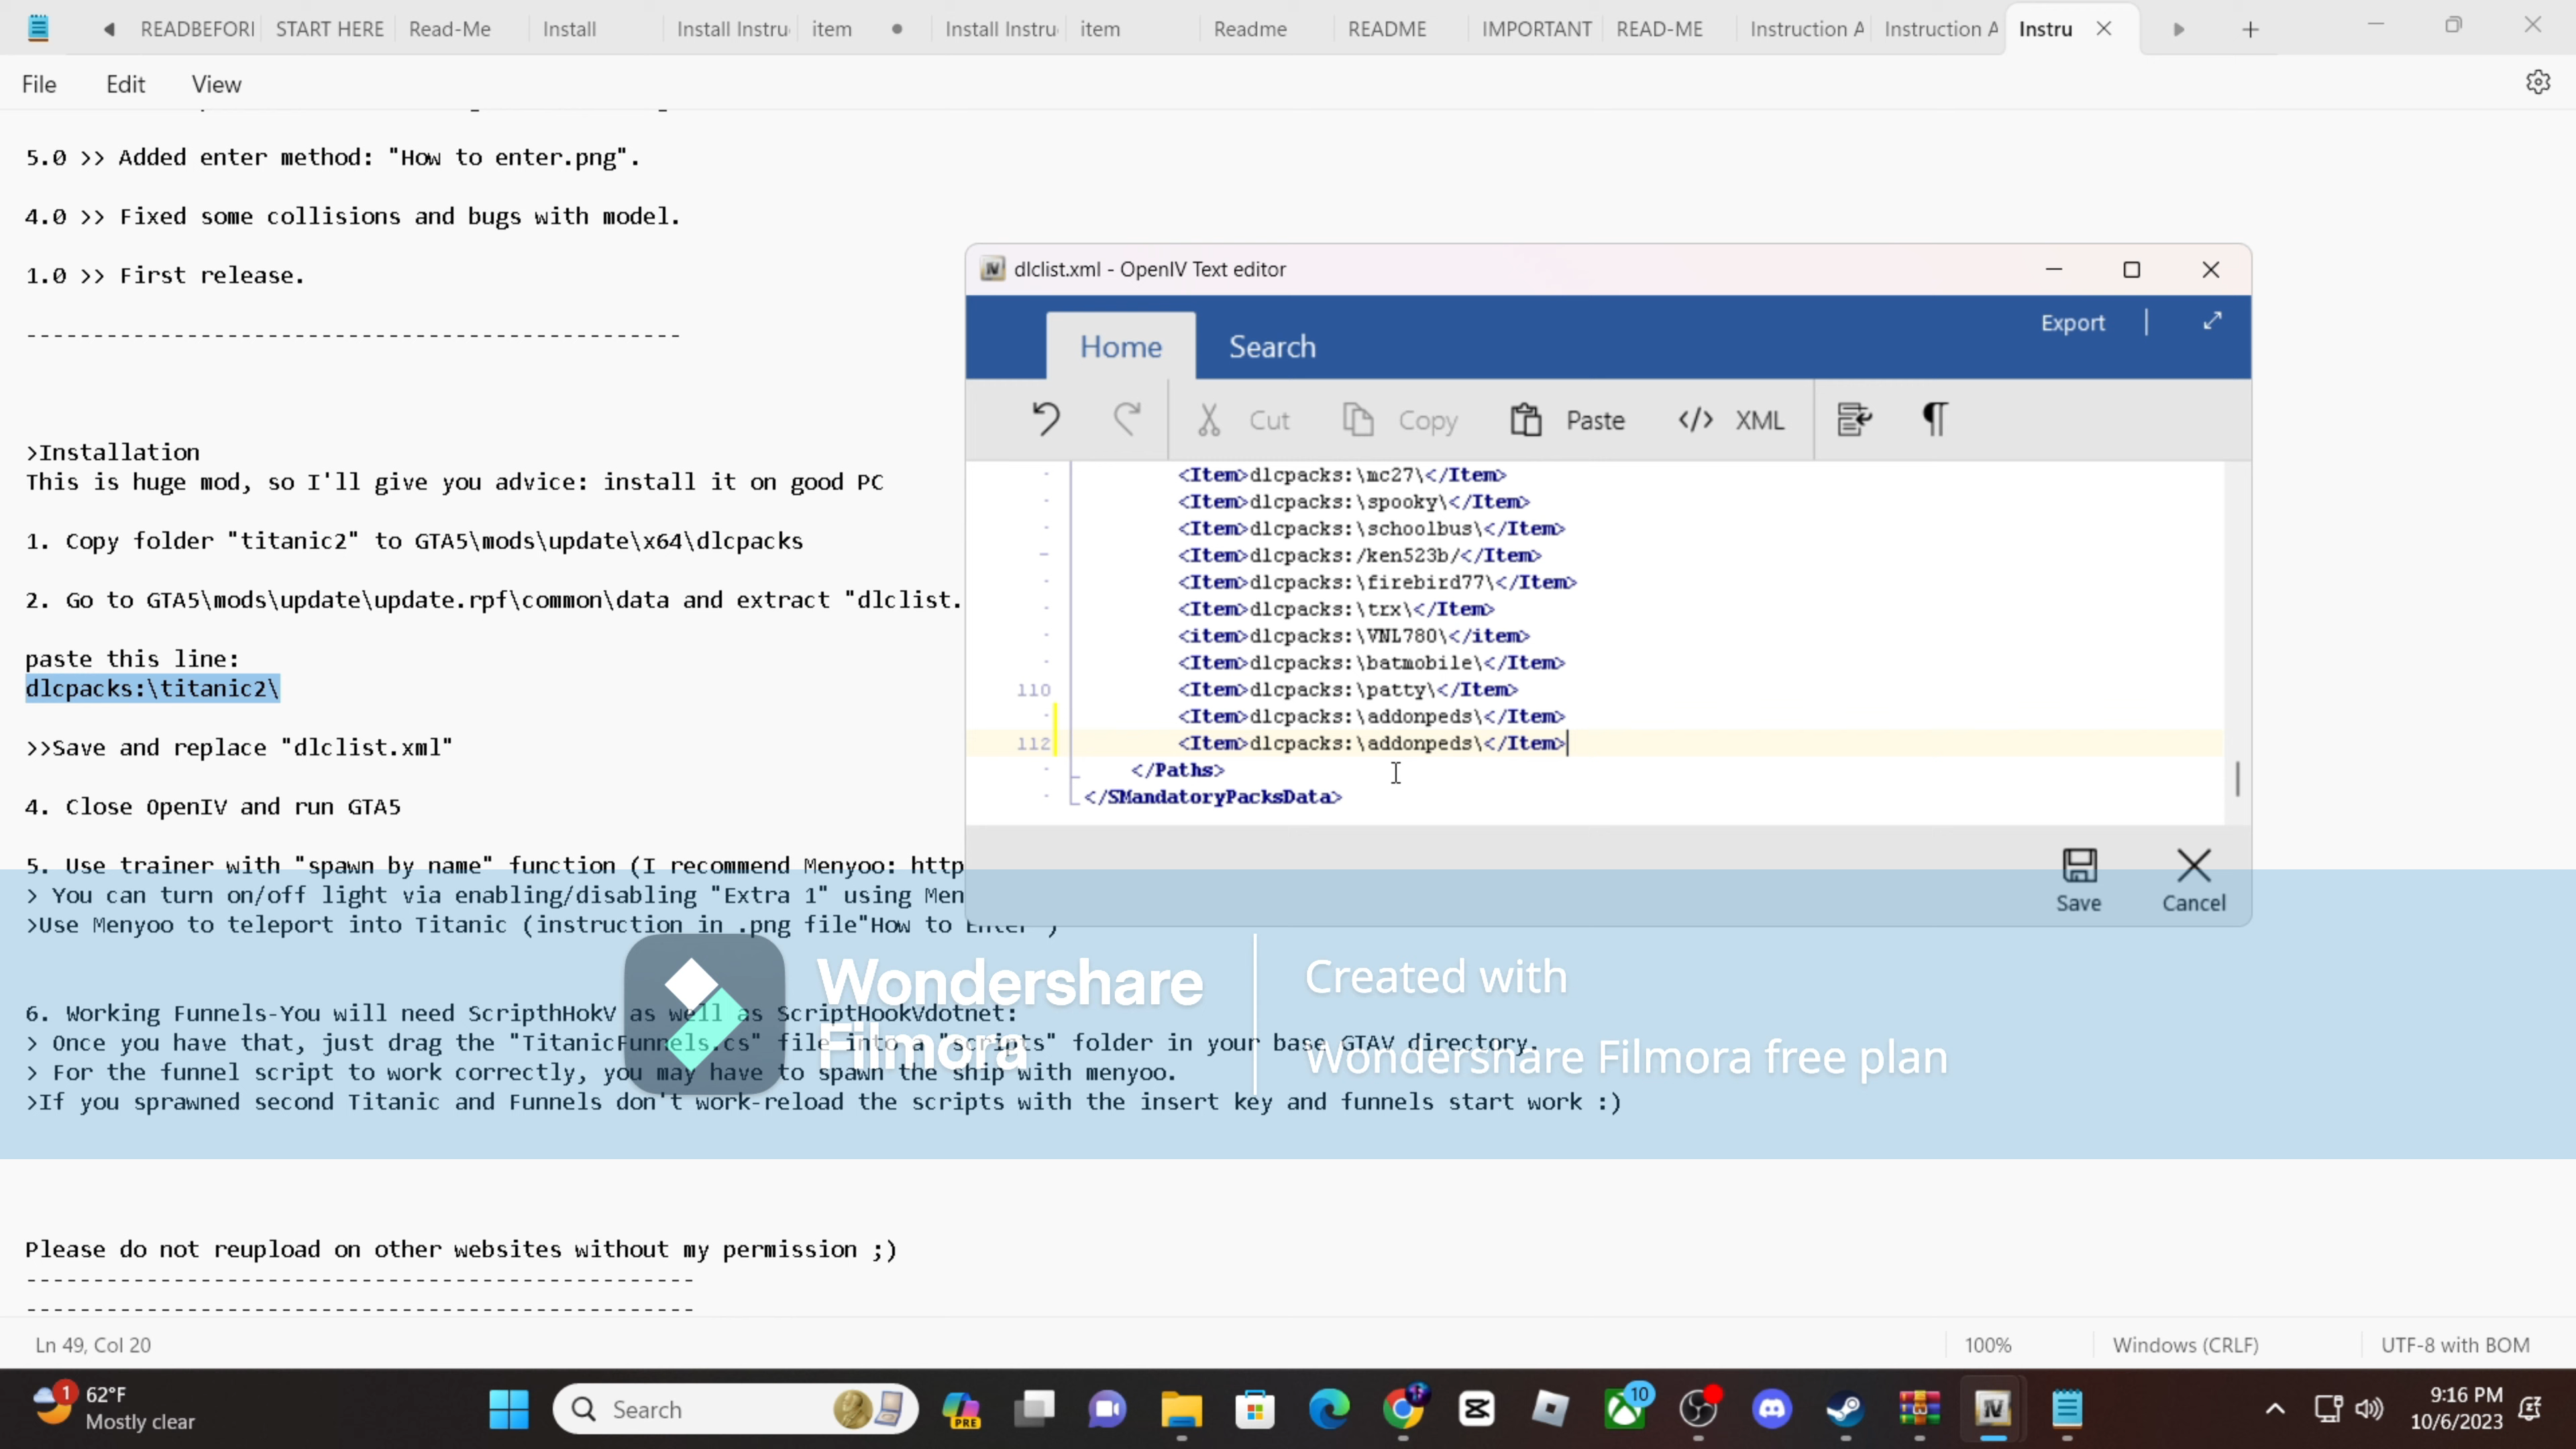 READBEFORI START HERE Read-Me Install Install Instru item Install Instru item Readme README IMPORTANT READ-ME Instruction A Instruction A Instru
File Edit View
5.0 >> Added enter method: "How to enter.png".
4.0 >> Fixed some collisions and bugs with model.
1.0 >> First release.
-------------------------------------------------
>Installation
This is huge mod, so I'll give you advice: install it on good PC
1. Copy folder "titanic2" to GTA5\mods\update\x64\dlcpacks
2. Go to GTA5\mods\update\update.rpf\common\data and extract "dlclist.
paste this line:
dlcpacks:\titanic2\
>>Save and replace "dlclist.xml"
4. Close OpenIV and run GTA5
5. Use trainer with "spawn by name" function (I recommend Menyoo: http
> You can turn on/off light via enabling/disabling "Extra 1" using Men
>Use Menyoo to teleport into Titanic (instruction in .png file"How to Enter")
6. Working Funnels-You will need ScripthHokV as well as ScriptHookVdotnet:
> Once you have that, just drag the "TitanicFunnels.cs" file into a "scripts" folder in your base GTAV directory.
> For the funnel script to work correctly, you may have to spawn the ship with menyoo.
>If you sprawned second Titanic and Funnels don't work-reload the scripts with the insert key and funnels start work :)
Please do not reupload on other websites without my permission ;)
--------------------------------------------------
--------------------------------------------------
dlclist.xml - OpenIV Text editor
Export
Home Search
Cut Copy Paste </> XML
<Item>dlcpacks:\mc27\</Item>
<Item>dlcpacks:\spooky\</Item>
<Item>dlcpacks:\schoolbus\</Item>
<Item>dlcpacks:/ken523b/</Item>
<Item>dlcpacks:\firebird77\</Item>
<Item>dlcpacks:\trx\</Item>
<item>dlcpacks:\VNL780\</item>
<Item>dlcpacks:\batmobile\</Item>
110 <Item>dlcpacks:\patty\</Item>
<Item>dlcpacks:\addonpeds\</Item>
112 <Item>dlcpacks:\addonpeds\</Item>
</Paths>
</SMandatoryPacksData>
Save Cancel
Wondershare
Filmora
Created with
Wondershare Filmora free plan
Ln 49, Col 20 100% Windows (CRLF) UTF-8 with BOM
1 62°F
Mostly clear
Search
PRE
10
9:16 PM
10/6/2023